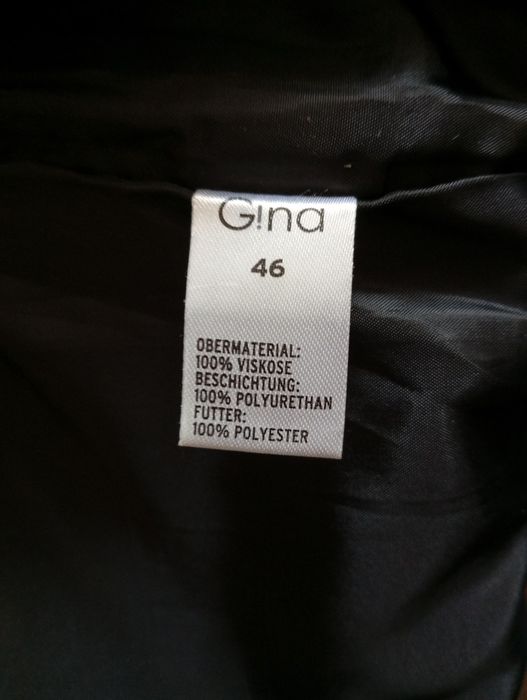 G!na
46
OBERMATERIAL:
100% VISKOSE
BESCHICHTUNG:
100% POLYURETHAN
FUTTER:
100% POLYESTER